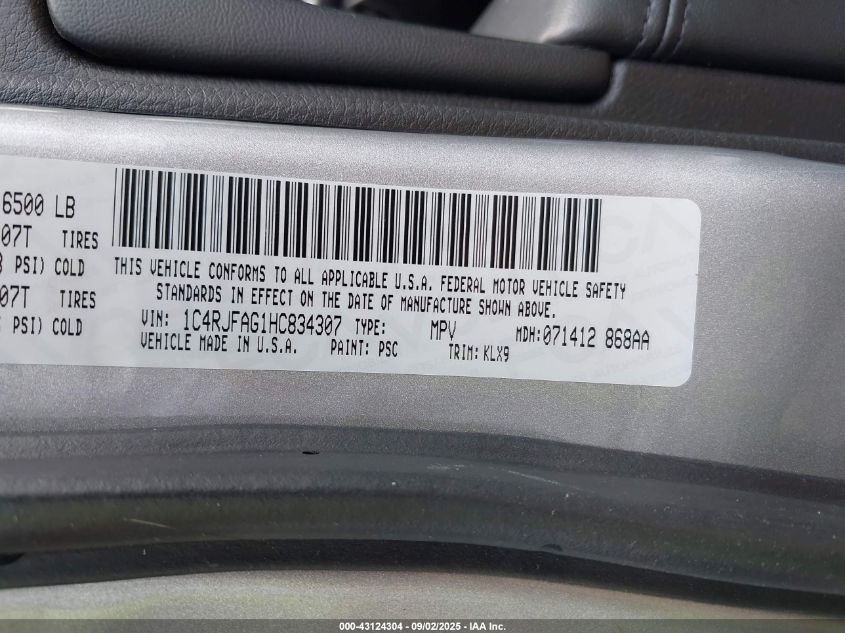 6500 LB
07T TIRES
PSI) COLD
07T TIRES
PSI) COLD
THIS VEHICLE CONFORMS TO ALL APPLICABLE U.S.A. FEDERAL MOTOR VEHICLE SAFETY
STANDARDS IN EFFECT ON THE DATE OF MANUFACTURE SHOWN ABOVE.
VIN: 1C4RJFAG1HC834307 TYPE: MPV MDH:071412 868AA
VEHICLE MADE IN U.S.A. PAINT: PSC TRIM: KLX9
000-43124304 - 09/02/2025 - IAA Inc.